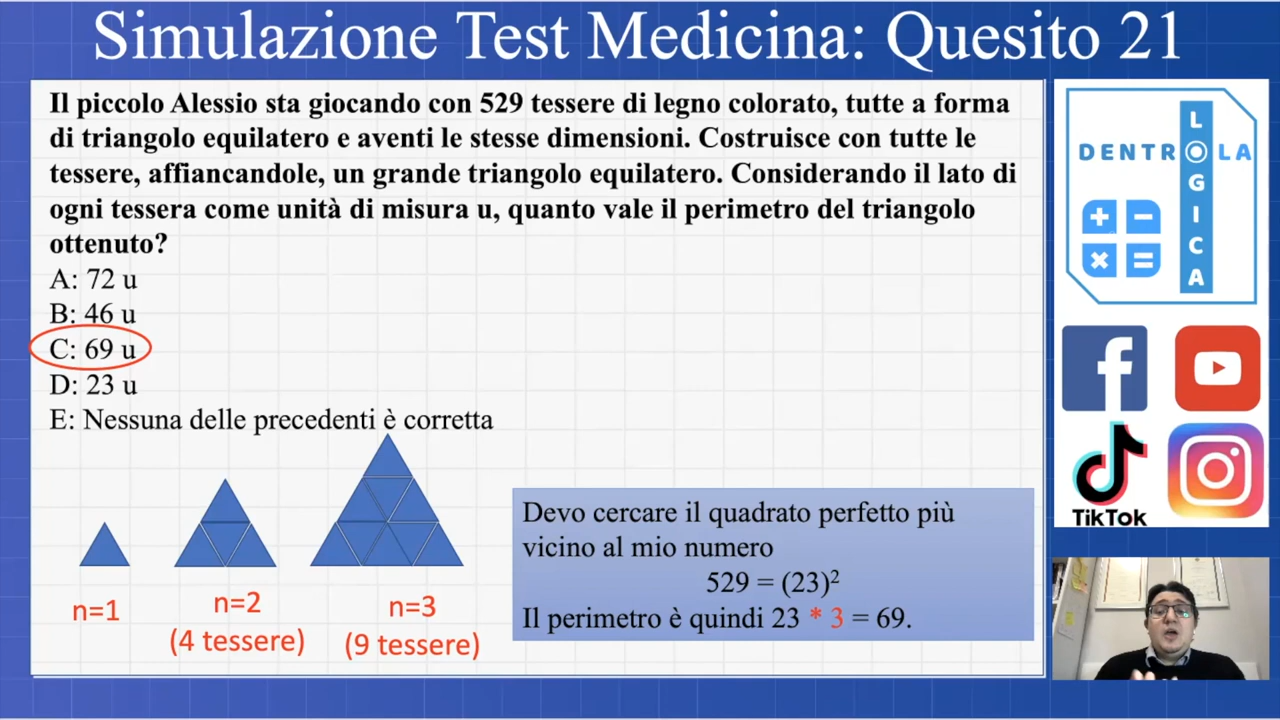 Simulazione Test Medicina: Quesito 21
Il piccolo Alessio sta giocando con 529 tessere di legno colorato, tutte a forma
di triangolo equilatero e aventi le stesse dimensioni. Costruisce con tutte le
tessere, affiancandole, un grande triangolo equilatero. Considerando il lato di
ogni tessera come unità di misura u, quanto vale il perimetro del triangolo
ottenuto?
A: 72 u
B: 46 u
C: 69 u
D: 23 u
E: Nessuna delle precedenti è corretta
n=1
n=2
(4 tessere)
n=3
(9 tessere)
Devo cercare il quadrato perfetto più
vicino al mio numero
529 = (23)²
Il perimetro è quindi 23 * 3 = 69.
DENTRO LA
LOGICA
TikTok